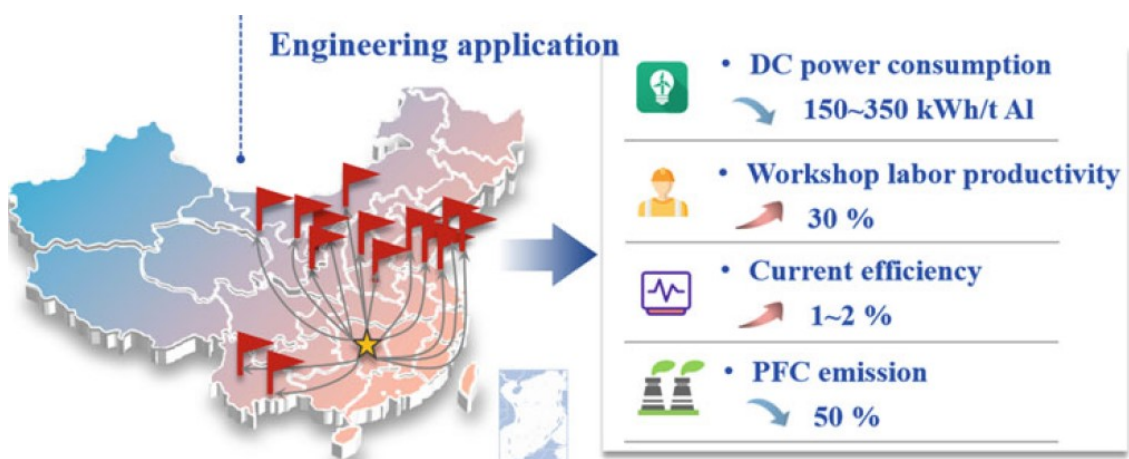 Engineering application
• DC power consumption
150~350 kWh/t Al
• Workshop labor productivity
30 %
• Current efficiency
1~2 %
• PFC emission
50 %